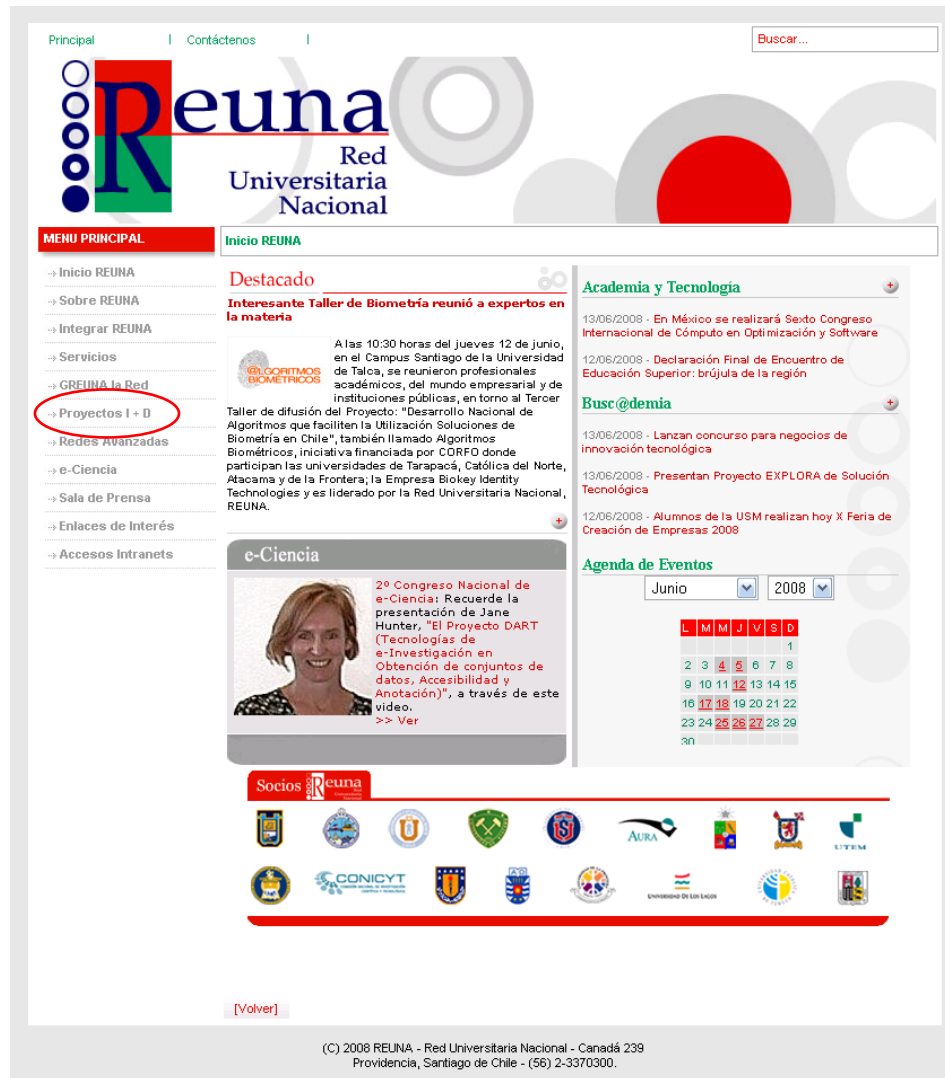 Principal | Contáctenos |
Buscar...
Reuna
Red
Universitaria
Nacional
MENU PRINCIPAL
Inicio REUNA
Inicio REUNA
Sobre REUNA
Integrar REUNA
Servicios
GREUNA la Red
Proyectos I + D
Redes Avanzadas
e-Ciencia
Sala de Prensa
Enlaces de Interés
Accesos Intranets
Destacado
Interesante Taller de Biometría reunió a expertos en
la materia
@LGORITMOS
BIOMÉTRICOS
A las 10:30 horas del jueves 12 de junio,
en el Campus Santiago de la Universidad
de Talca, se reunieron profesionales
académicos, del mundo empresarial y de
instituciones públicas, en torno al Tercer
Taller de difusión del Proyecto: "Desarrollo Nacional de
Algoritmos que faciliten la Utilización Soluciones de
Biometría en Chile", también llamado Algoritmos
Biométricos, iniciativa financiada por CORFO donde
participan las universidades de Tarapacá, Católica del Norte,
Atacama y de la Frontera; la Empresa Biokey Identity
Technologies y es liderado por la Red Universitaria Nacional,
REUNA.
e-Ciencia
2º Congreso Nacional de
e-Ciencia: Recuerde la
presentación de Jane
Hunter, "El Proyecto DART
(Tecnologías de
e-Investigación en
Obtención de conjuntos de
datos, Accesibilidad y
Anotación)", a través de este
video.
>> Ver
Academia y Tecnología
13/06/2008 - En México se realizará Sexto Congreso
Internacional de Cómputo en Optimización y Software
12/06/2008 - Declaración Final de Encuentro de
Educación Superior: brújula de la región
Busc@demia
13/06/2008 - Lanzan concurso para negocios de
innovación tecnológica
13/06/2008 - Presentan Proyecto EXPLORA de Solución
Tecnológica
12/06/2008 - Alumnos de la USM realizan hoy X Feria de
Creación de Empresas 2008
Agenda de Eventos
Junio 2008
L M M J V S D
1
2 3 4 5 6 7 8
9 10 11 12 13 14 15
16 17 18 19 20 21 22
23 24 25 26 27 28 29
30
Socios Reuna
AURA
UTEM
CONICYT
UNIVERSIDAD DE LOS LAGOS
[Volver]
(C) 2008 REUNA - Red Universitaria Nacional - Canadá 239
Providencia, Santiago de Chile - (56) 2-3370300.